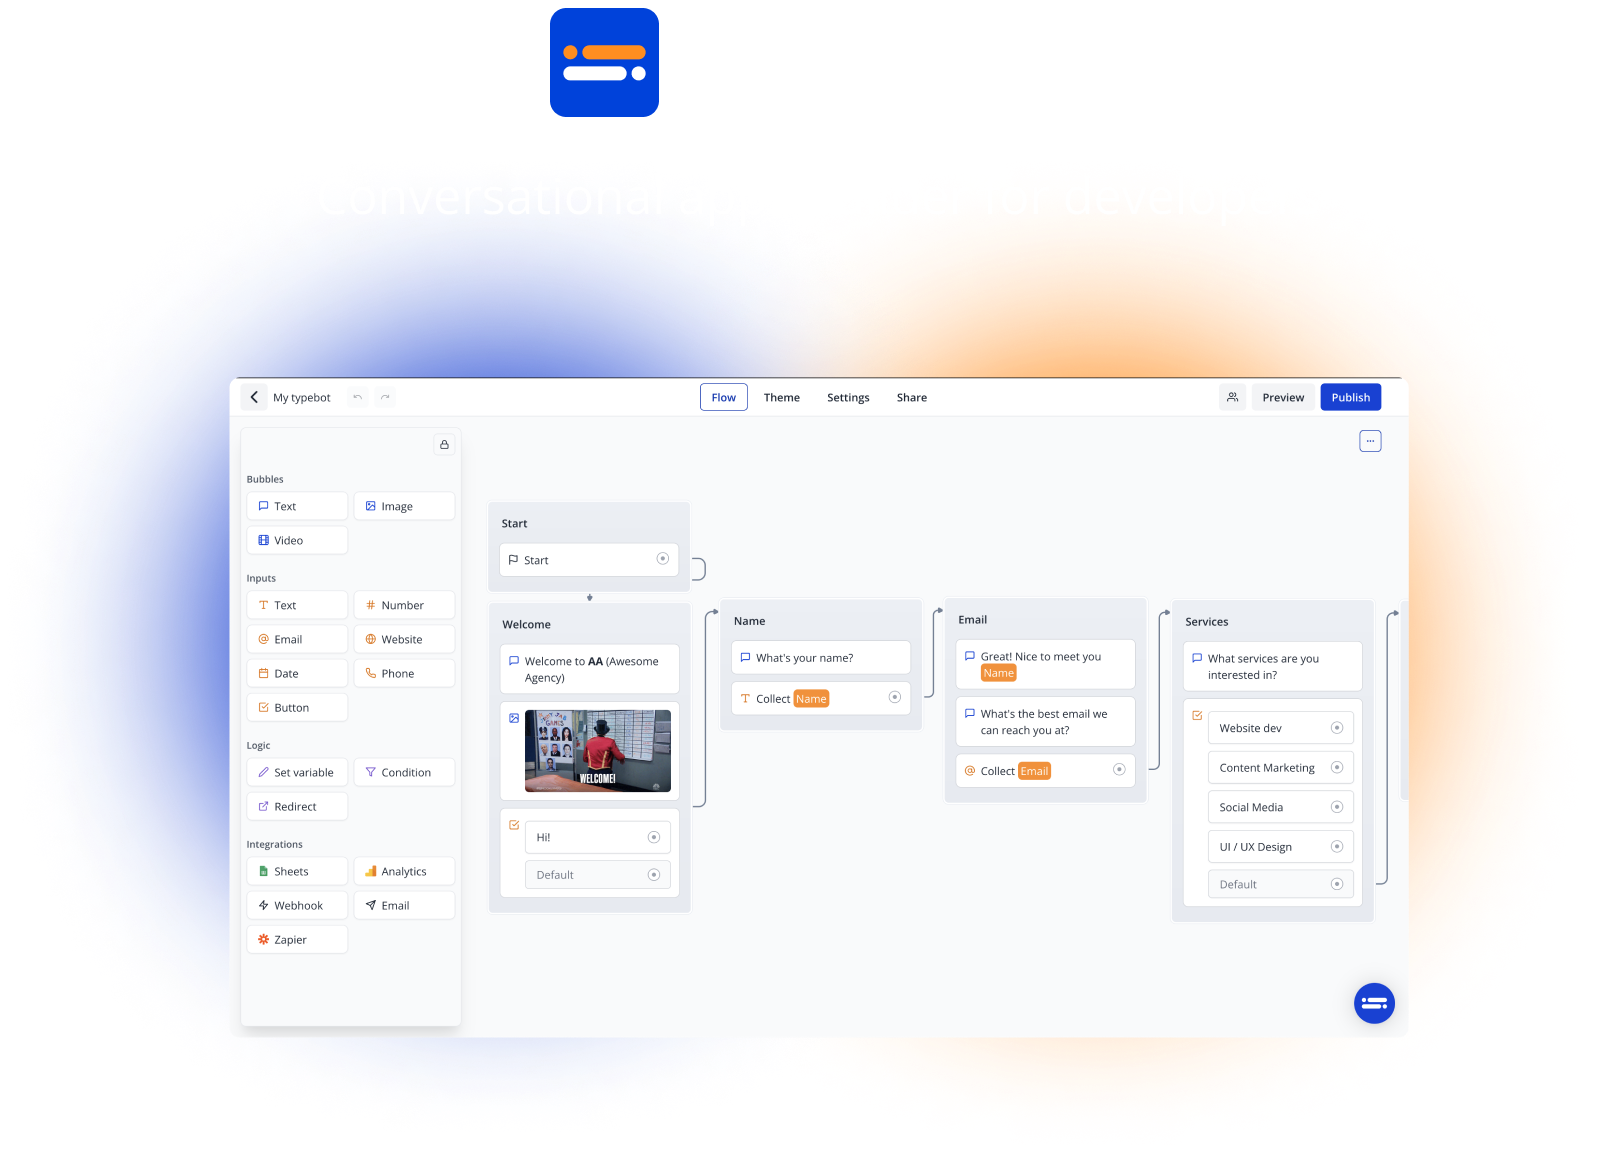 Conversational ap for develop
My typebot
Flow
Theme
Settings
Share
Preview
Publish
Bubbles
Text
Image
Video
Inputs
Text
Number
Email
Website
Date
Phone
Button
Logic
Set variable
Condition
Redirect
Integrations
Sheets
Analytics
Webhook
Email
Zapier
Start
Start
Welcome
Welcome to AA (Awesome
Agency)
WELCOME!
Hi!
Default
Name
What's your name?
Collect Name
Email
Great! Nice to meet you
Name
What's the best email we
can reach you at?
Collect Email
Services
What services are you
interested in?
Website dev
Content Marketing
Social Media
UI / UX Design
Default